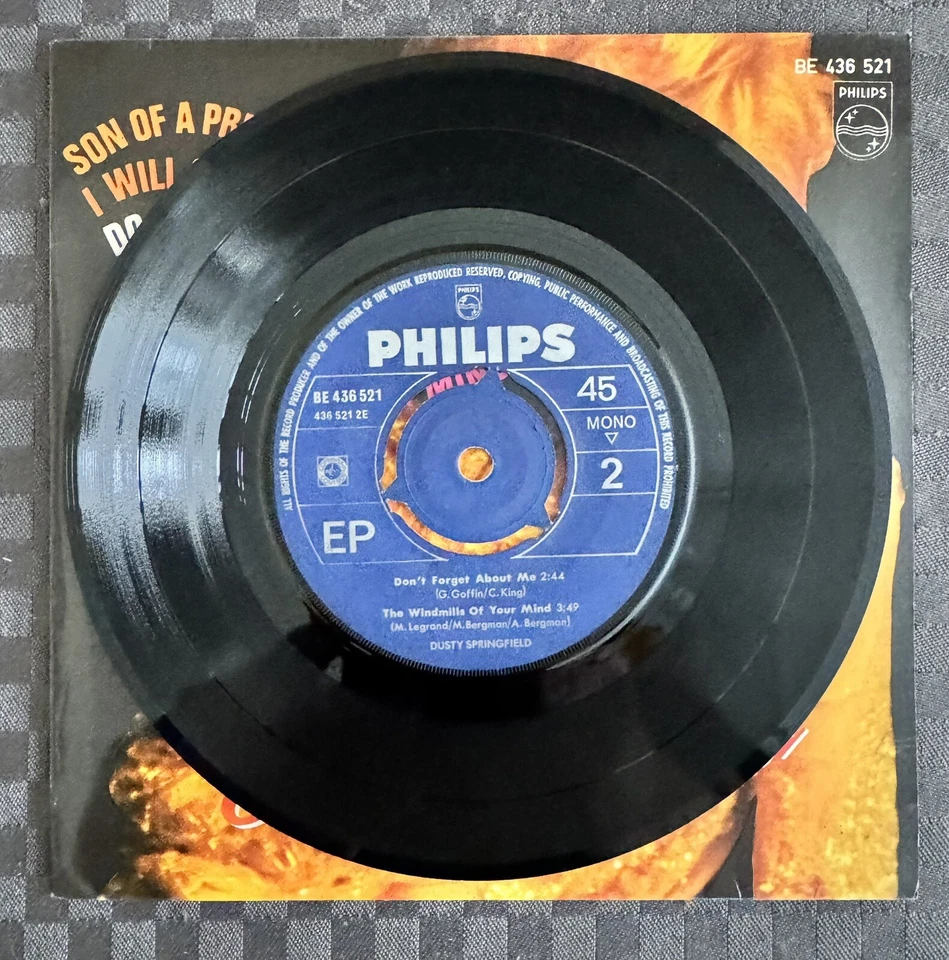 BE 436 521
PHILIPS
SON OF A
I WILL
ALL RIGHTS OF THE RECORD PRODUCER AND OF THE OWNER OF THE WORK REPRODUCED RESERVED, COPYING, PUBLIC PERFORMANCE AND BROADCASTING OF THIS RECORD PROHIBITED
PHILIPS
PHILIPS
BE 436 521
436 521 2E
45
MONO
2
EP
Don't Forget About Me 2:44
(G. Goffin/C. King)
The Windmills Of Your Mind 3:49
(M. Legrand/M. Bergman/A. Bergman)
DUSTY SPRINGFIELD